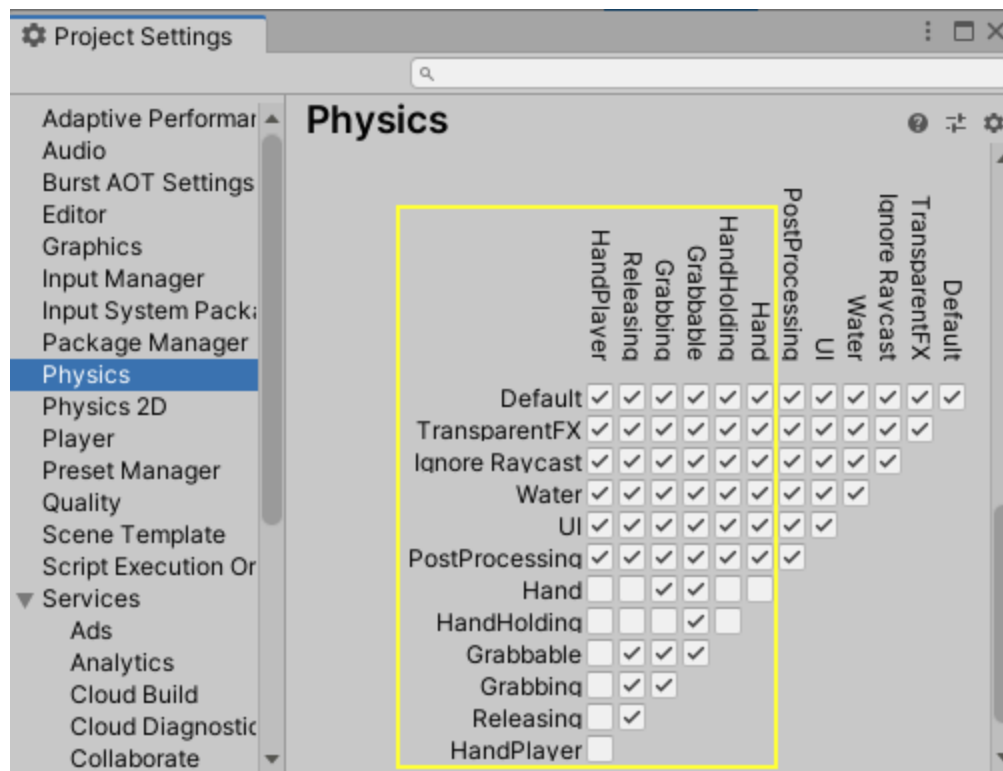 Project Settings
Adaptive Performar
Audio
Burst AOT Settings
Editor
Graphics
Input Manager
Input System Packa
Package Manager
Physics
Physics 2D
Player
Preset Manager
Quality
Scene Template
Script Execution Or
Services
Ads
Analytics
Cloud Build
Cloud Diagnostic
Collaborate
Physics
HandPlayer
Releasing
Grabbing
Grabbable
HandHolding
Hand
PostProcessing
UI
Water
Ignore Raycast
TransparentFX
Default
Default
TransparentFX
Ignore Raycast
Water
UI
PostProcessing
Hand
HandHolding
Grabbable
Grabbing
Releasing
HandPlayer